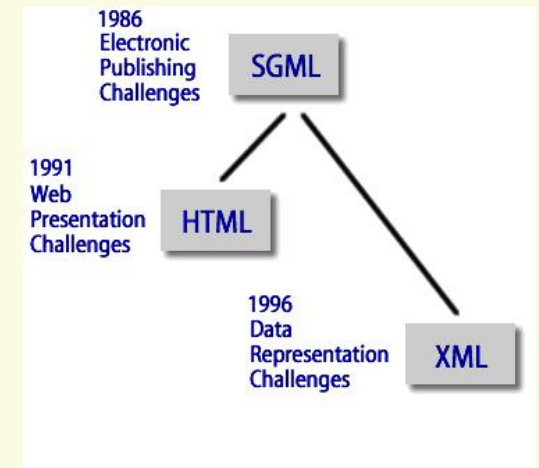 1986
Electronic
Publishing
Challenges
SGML
1991
Web
Presentation
Challenges
HTML
1996
Data
Representation
Challenges
XML